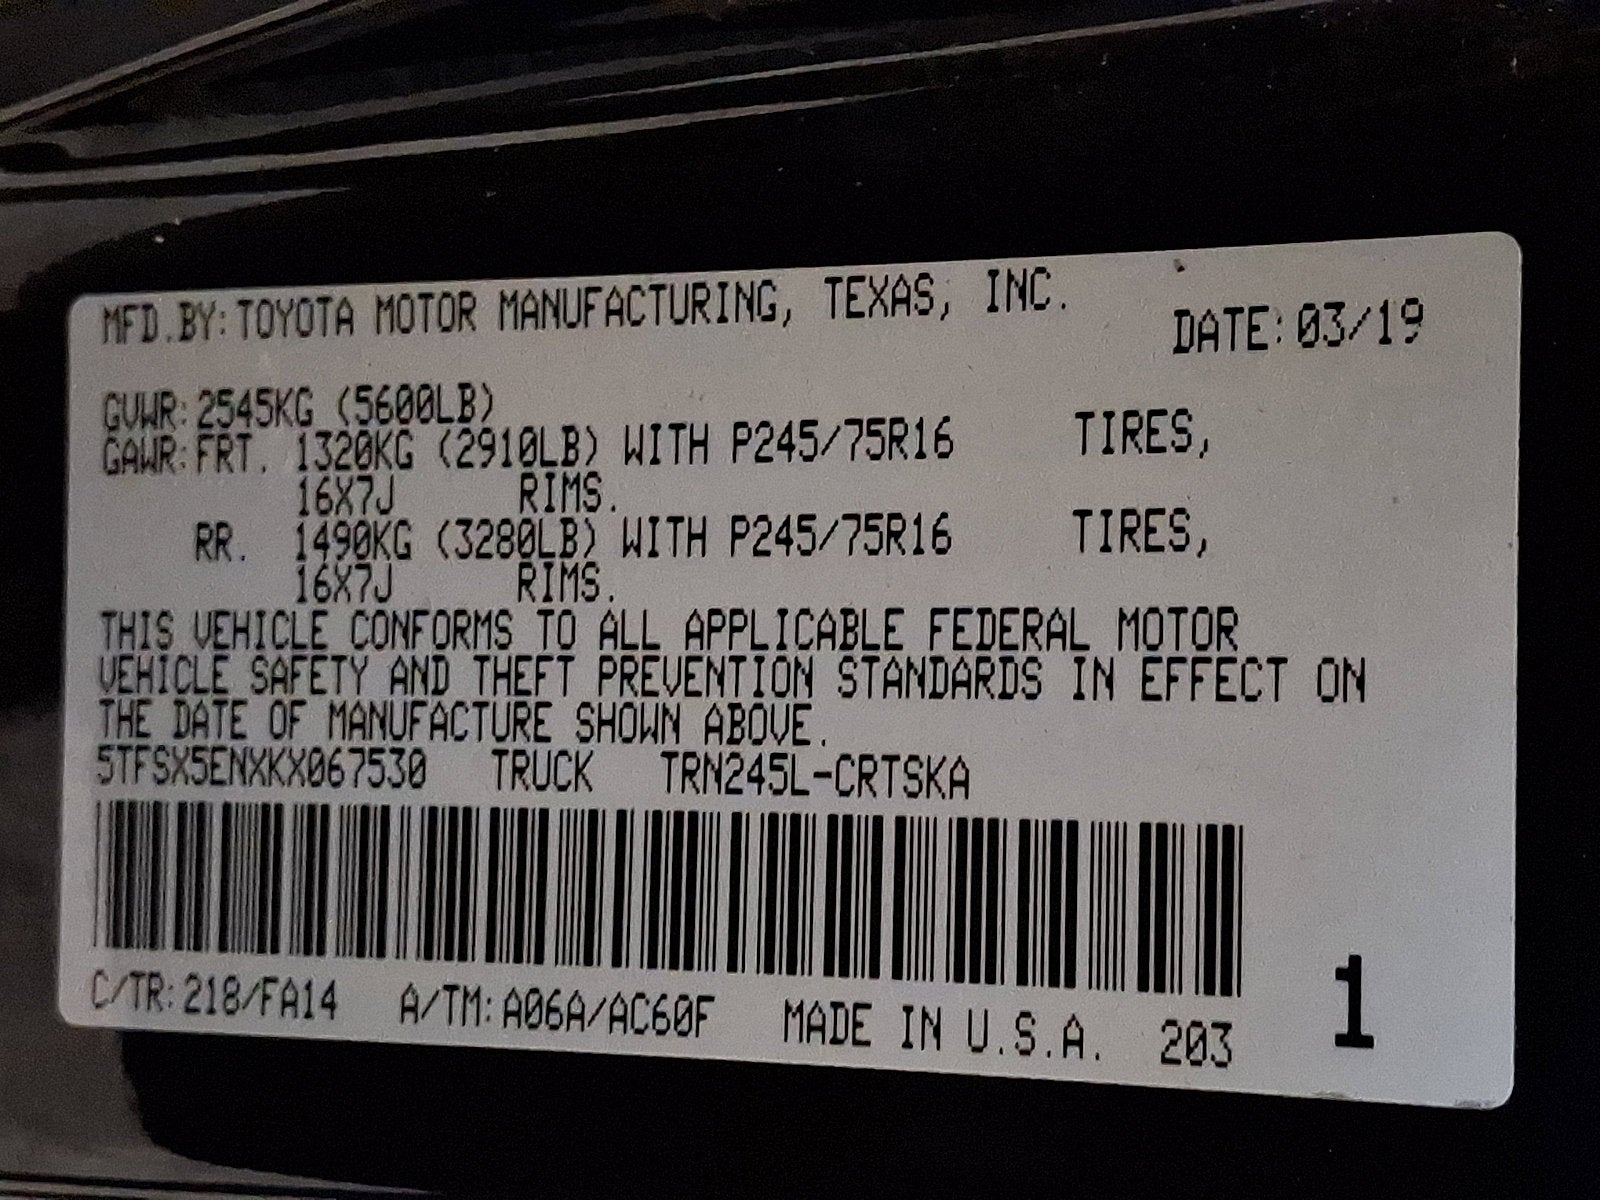 MFD.BY: TOYOTA MOTOR MANUFACTURING, TEXAS, INC. DATE: 03/19
GVWR: 2545KG (5600LB)
GAWR: FRT. 1320KG (2910LB) WITH P245/75R16 TIRES,
16X7J RIMS.
RR. 1490KG (3280LB) WITH P245/75R16 TIRES,
16X7J RIMS.
THIS VEHICLE CONFORMS TO ALL APPLICABLE FEDERAL MOTOR
VEHICLE SAFETY AND THEFT PREVENTION STANDARDS IN EFFECT ON
THE DATE OF MANUFACTURE SHOWN ABOVE.
5TFSX5ENXKX067530 TRUCK TRN245L-CRTSKA
C/TR: 218/FA14 A/TM: A06A/AC60F MADE IN U.S.A. 203 1